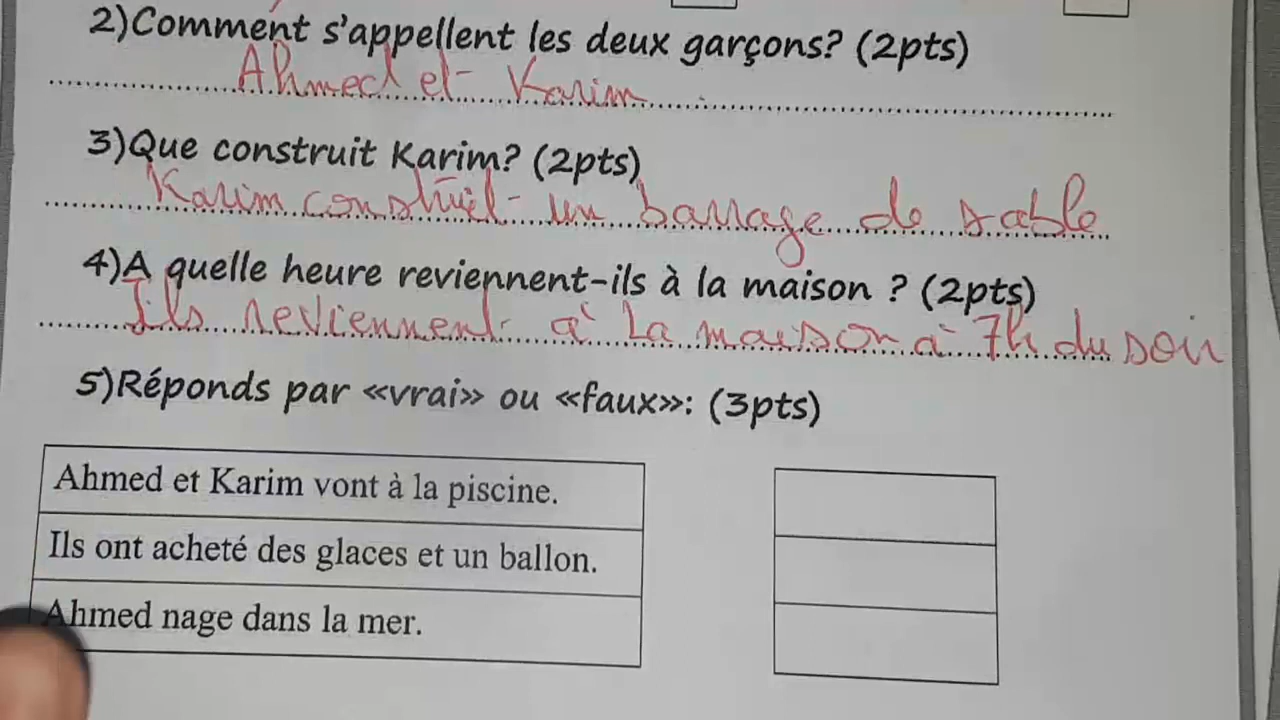 2)Comment s'appellent les deux garçons? (2pts)
Ahmed et Karim
3)Que construit Karim? (2pts)
Karim construit un barrage de sable
4)A quelle heure reviennent-ils à la maison ? (2pts)
Ils reviennent à la maison à 7h du soir
5)Réponds par «vrai» ou «faux»: (3pts)
Ahmed et Karim vont à la piscine.
Ils ont acheté des glaces et un ballon.
Ahmed nage dans la mer.